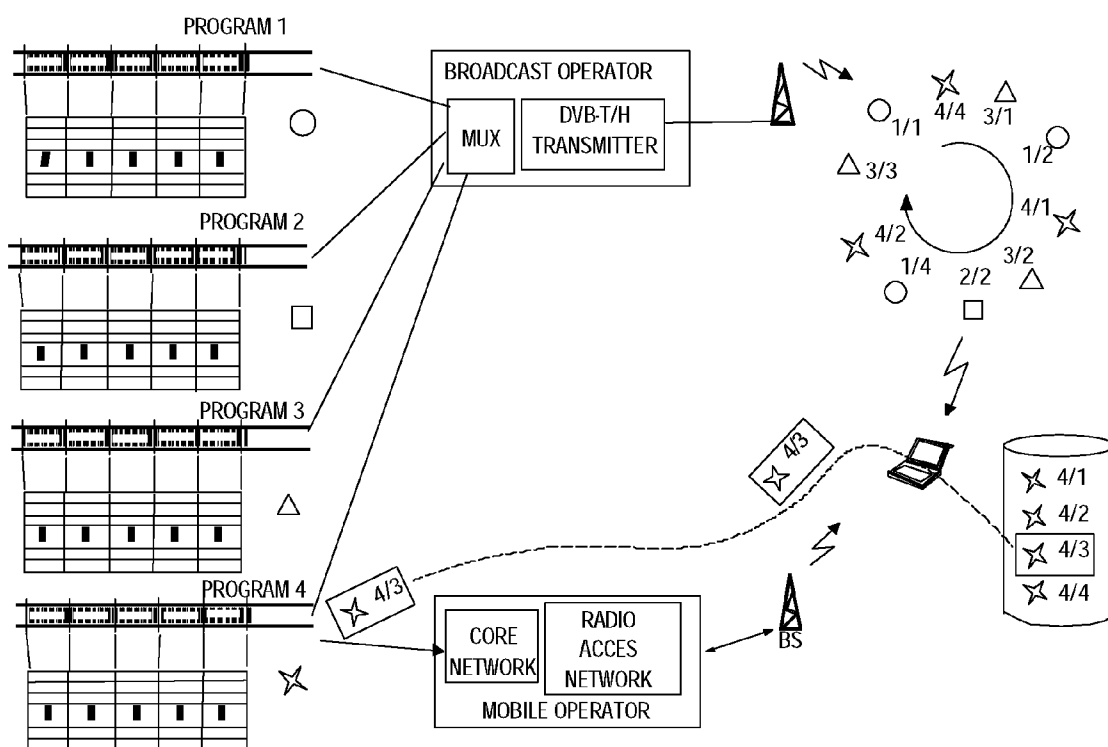 PROGRAM 1
PROGRAM 2
PROGRAM 3
PROGRAM 4
BROADCAST OPERATOR
MUX
DVB-T/H
TRANSMITTER
1/1
4/4
3/1
1/2
4/1
3/2
2/2
1/4
4/2
3/3
4/3
4/3
4/1
4/2
4/3
4/4
CORE
NETWORK
RADIO
ACCES
NETWORK
MOBILE OPERATOR
BS